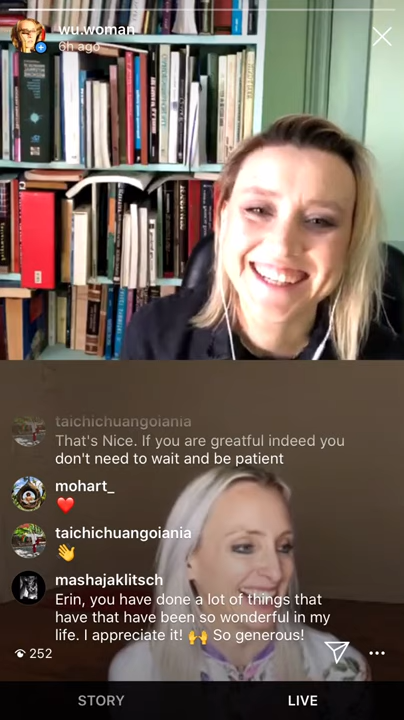 wu.woman
6h ago
taichichuangoiania
That's Nice. If you are greatful indeed you
don't need to wait and be patient
mohart_
❤️
taichichuangoiania
👋
mashajaklitsch
Erin, you have done a lot of things that
have that have been so wonderful in my
life. I appreciate it! 🙌 So generous!
252
STORY
LIVE